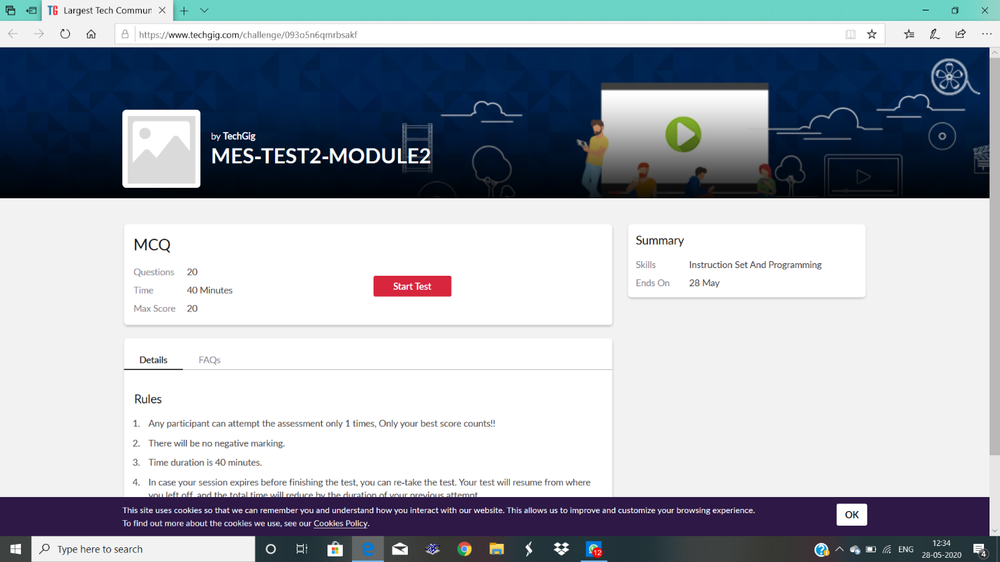 TG Largest Tech Commun
https://www.techgig.com/challenge/093o5n6qmrbsakf
by TechGig
MES-TEST2-MODULE2
MCQ
Questions 20
Time 40 Minutes
Max Score 20
Start Test
Summary
Skills Instruction Set And Programming
Ends On 28 May
Details FAQs
Rules
1. Any participant can attempt the assessment only 1 times, Only your best score counts!!
2. There will be no negative marking.
3. Time duration is 40 minutes.
4. In case your session expires before finishing the test, you can re-take the test. Your test will resume from where
you left off, and the total time will reduce by the duration of your previous attempt
This site uses cookies so that we can remember you and understand how you interact with our website. This allows us to improve and customize your browsing experience.
To find out more about the cookies we use, see our Cookies Policy.
OK
Type here to search
12
ENG
12:34
28-05-2020
4